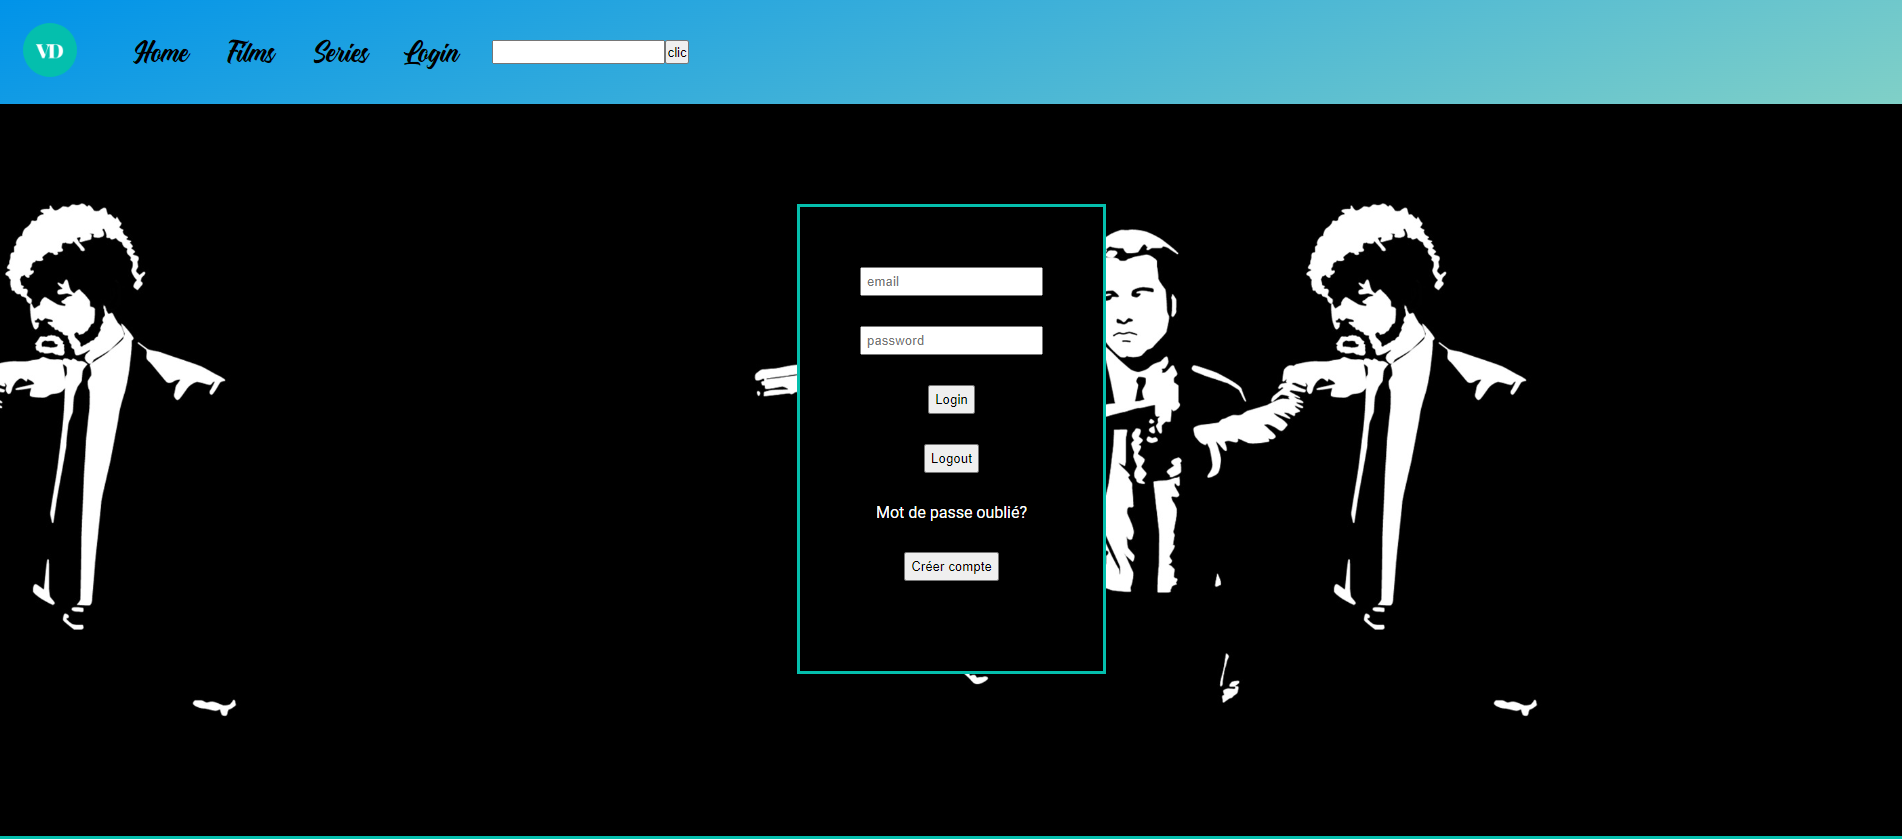 VD
Home Films Series Login clic
email
password
Login
Logout
Mot de passe oublié?
Créer compte